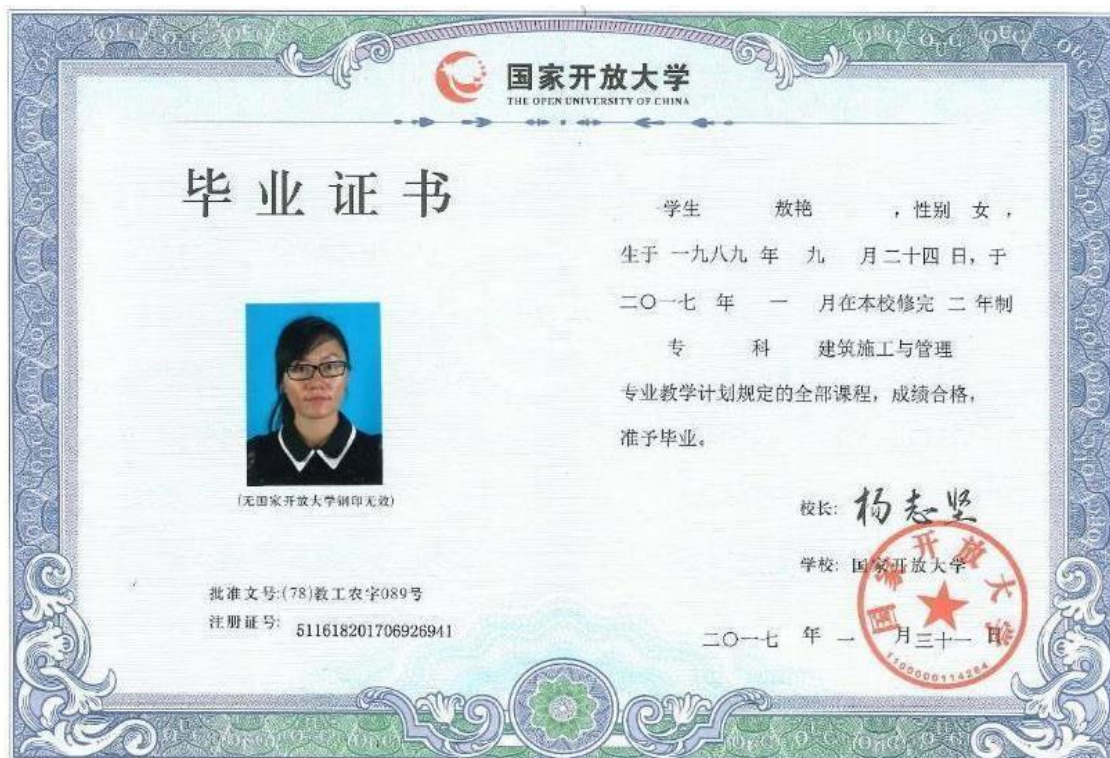 国家开放大学
THE OPEN UNIVERSITY OF CHINA
毕业证书
(无国家开放大学钢印无效)
批准文号:(78)教工农字089号
注册证号: 511618201706926941
学生 敖艳 ，性别 女 ，
生于 一九八九 年 九 月二十四 日，于
二〇一七 年 一 月在本校修完 二 年制
专 科 建筑施工与管理
专业教学计划规定的全部课程，成绩合格，
准予毕业。
校长: 杨志坚
学校: 国家开放大学
二〇一七 年 一 月三十一 日
国家开放大学
1100000114264